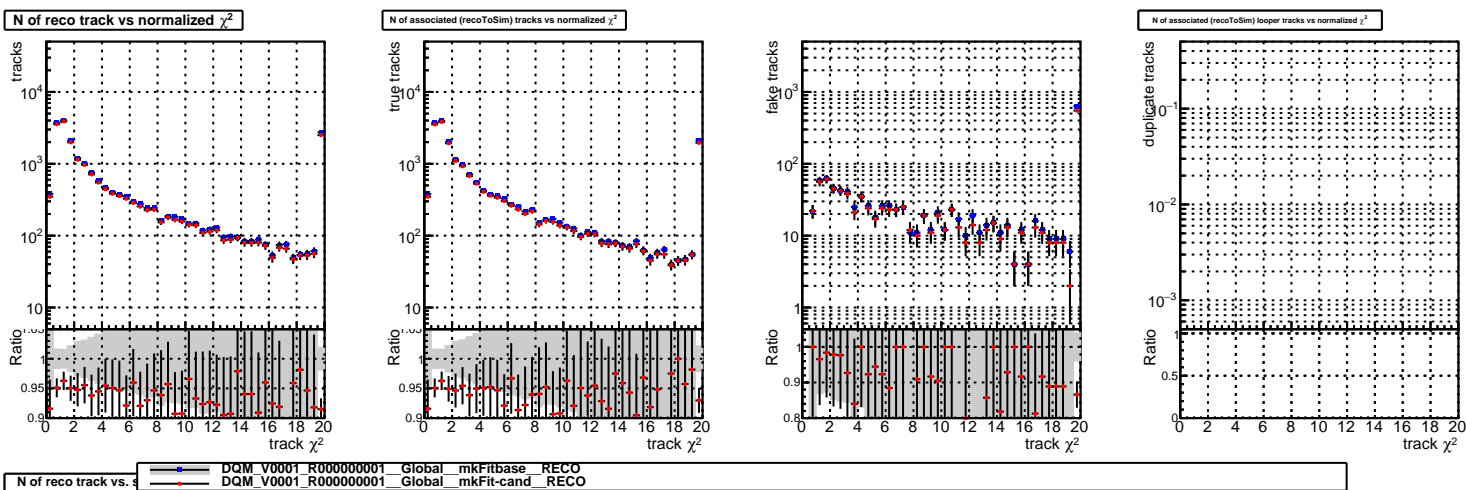 N of reco track vs normalized χ²
N of associated (recoToSim) tracks vs normalized χ²
N of associated (recoToSim) looper tracks vs normalized χ²
tracks
10⁴
10³
10²
10
Ratio
1.05
1
0.95
0.9
0 2 4 6 8 10 12 14 16 18 20
track χ²
true tracks
10⁴
10³
10²
10
Ratio
1.05
1
0.95
0.9
0 2 4 6 8 10 12 14 16 18 20
track χ²
fake tracks
10³
10²
10
1
Ratio
1
0.9
0.8
0 2 4 6 8 10 12 14 16 18 20
track χ²
duplicate tracks
10⁻¹
10⁻²
10⁻³
Ratio
1
0.5
0
0 2 4 6 8 10 12 14 16 18 20
track χ²
DQM_V0001_R000000001__Global__mkFitbase__RECO
DQM_V0001_R000000001__Global__mkFit-cand__RECO
N of reco track vs.